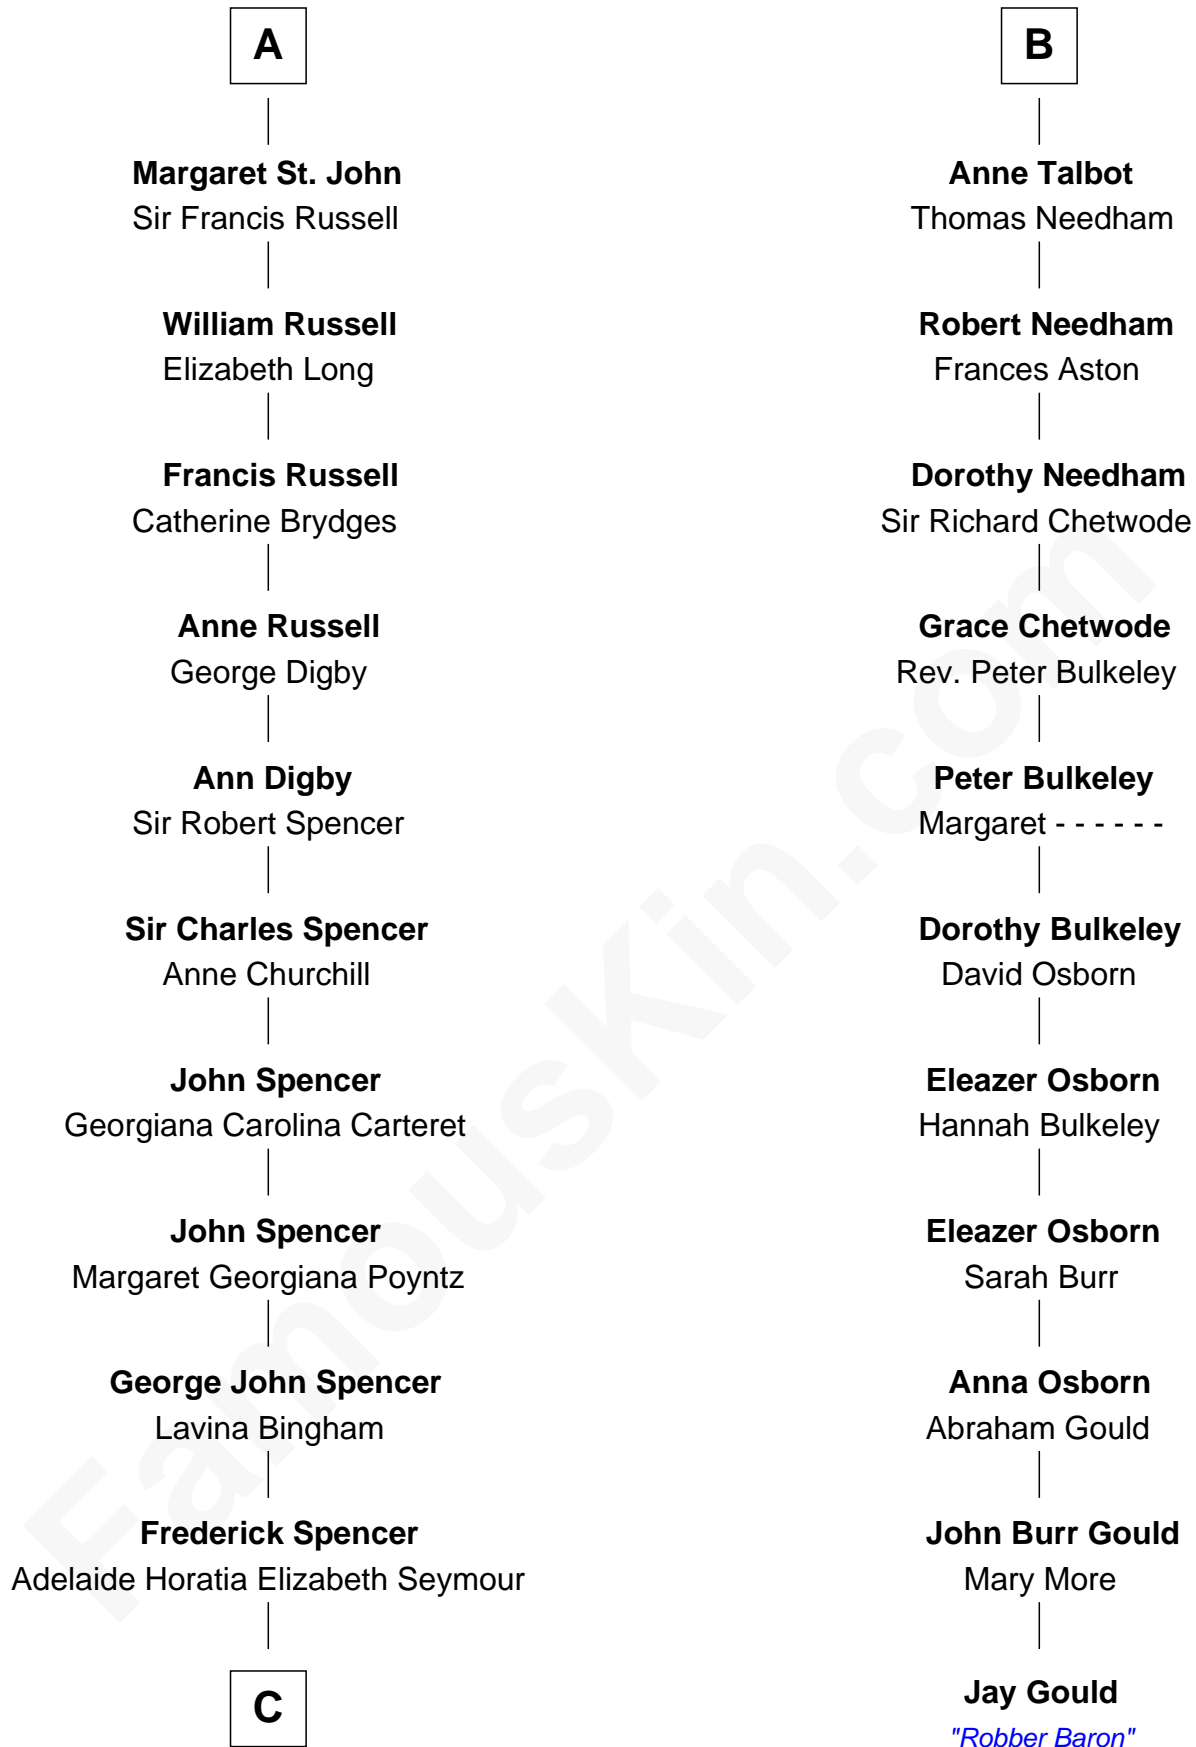 A
Margaret St. John
Sir Francis Russell
William Russell
Elizabeth Long
Francis Russell
Catherine Brydges
Anne Russell
George Digby
Ann Digby
Sir Robert Spencer
Sir Charles Spencer
Anne Churchill
John Spencer
Georgiana Carolina Carteret
John Spencer
Margaret Georgiana Poyntz
George John Spencer
Lavina Bingham
Frederick Spencer
Adelaide Horatia Elizabeth Seymour
C
B
Anne Talbot
Thomas Needham
Robert Needham
Frances Aston
Dorothy Needham
Sir Richard Chetwode
Grace Chetwode
Rev. Peter Bulkeley
Peter Bulkeley
Margaret - - - - - -
Dorothy Bulkeley
David Osborn
Eleazer Osborn
Hannah Bulkeley
Eleazer Osborn
Sarah Burr
Anna Osborn
Abraham Gould
John Burr Gould
Mary More
Jay Gould
"Robber Baron"
FamousKin.com